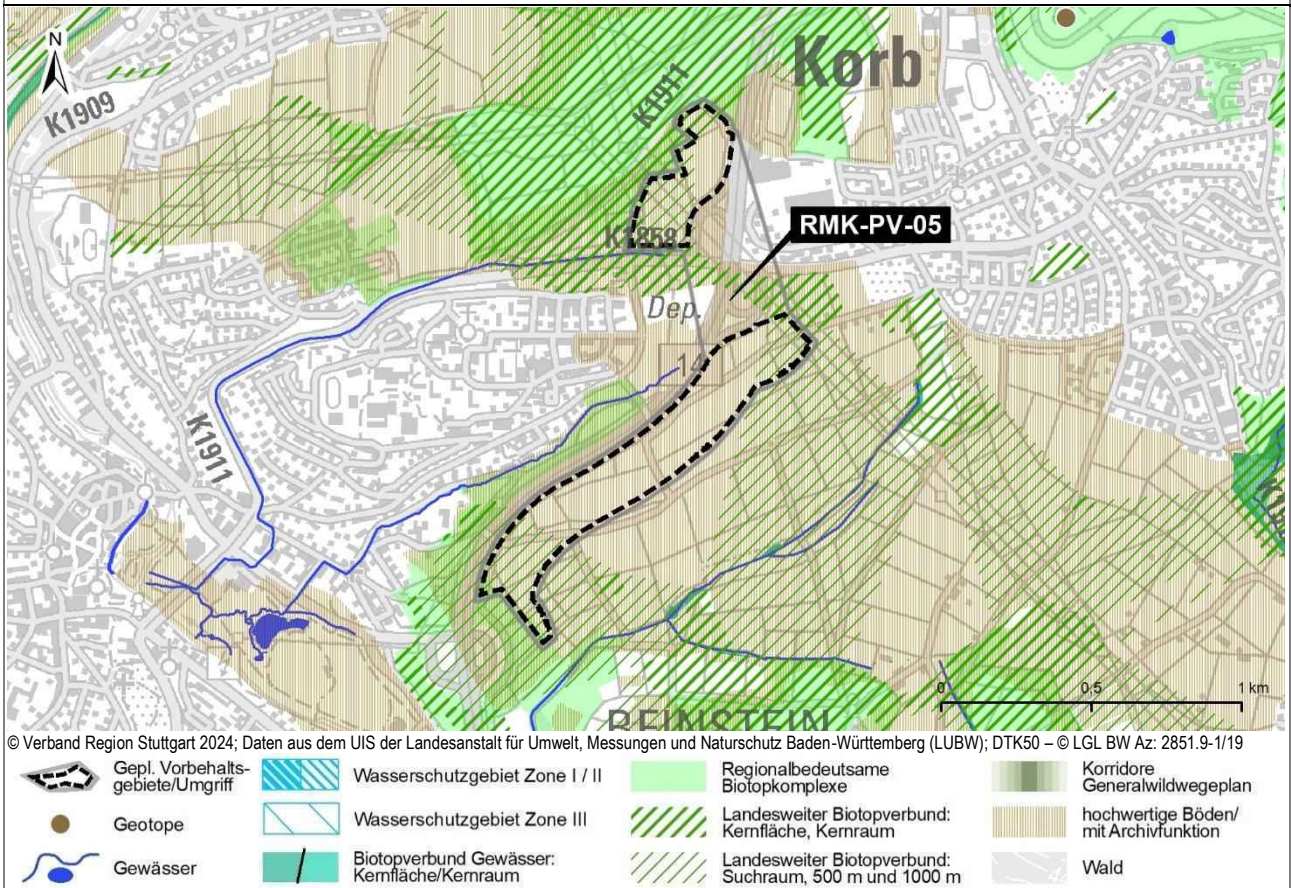 N
Korb
K1909
K1911
RMK-PV-05
K1858
Dep.
14
K1911
0 0,5 1 km
BEINSTEIN
© Verband Region Stuttgart 2024; Daten aus dem UIS der Landesanstalt für Umwelt, Messungen und Naturschutz Baden-Württemberg (LUBW); DTK50 – © LGL BW Az: 2851.9-1/19
Gepl. Vorbehalts-
gebiete/Umgriff
Geotope
Gewässer
Wasserschutzgebiet Zone I / II
Wasserschutzgebiet Zone III
Biotopverbund Gewässer:
Kernfläche/Kernraum
Regionalbedeutsame
Biotopkomplexe
Landesweiter Biotopverbund:
Kernfläche, Kernraum
Landesweiter Biotopverbund:
Suchraum, 500 m und 1000 m
Korridore
Generalwildwegeplan
hochwertige Böden/
mit Archivfunktion
Wald